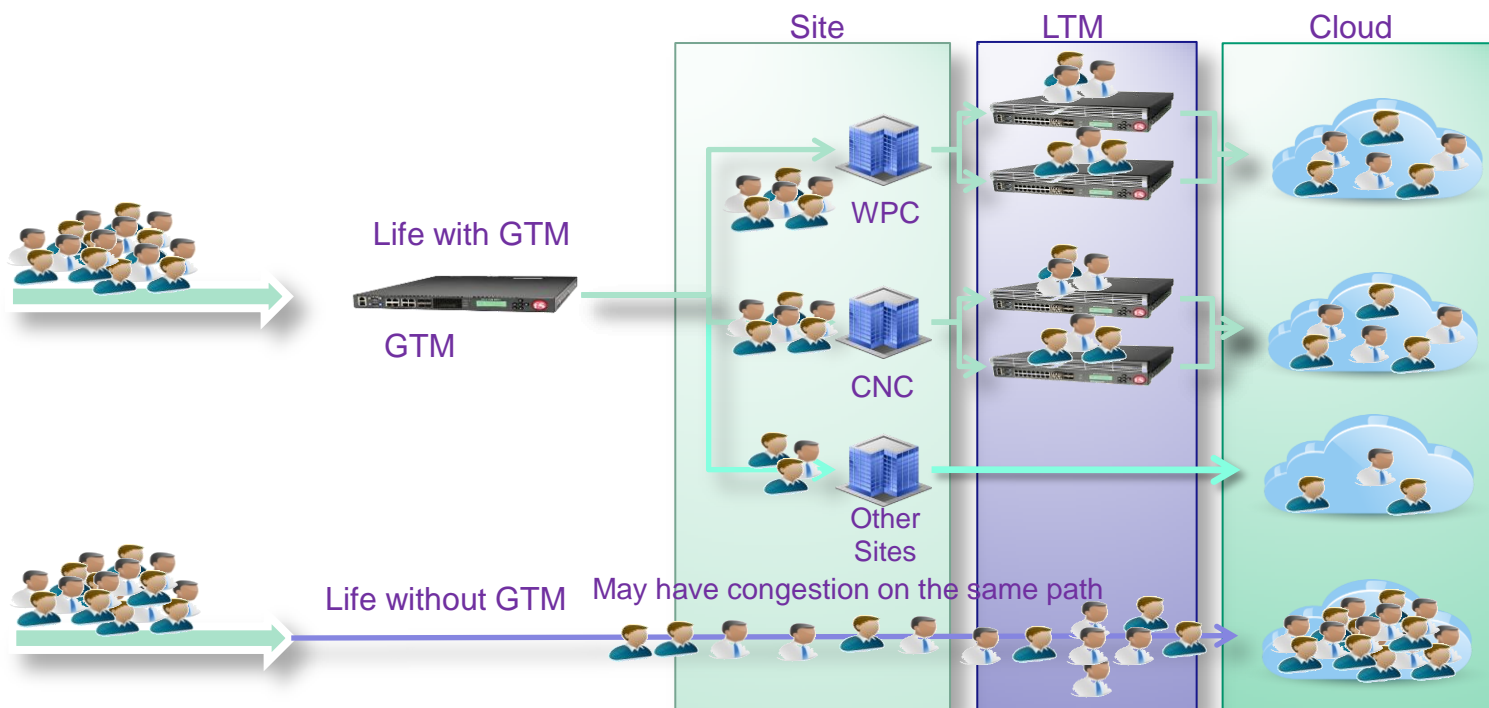 Site
LTM
Cloud
Life with GTM
GTM
WPC
CNC
Other
Sites
May have congestion on the same path
Life without GTM